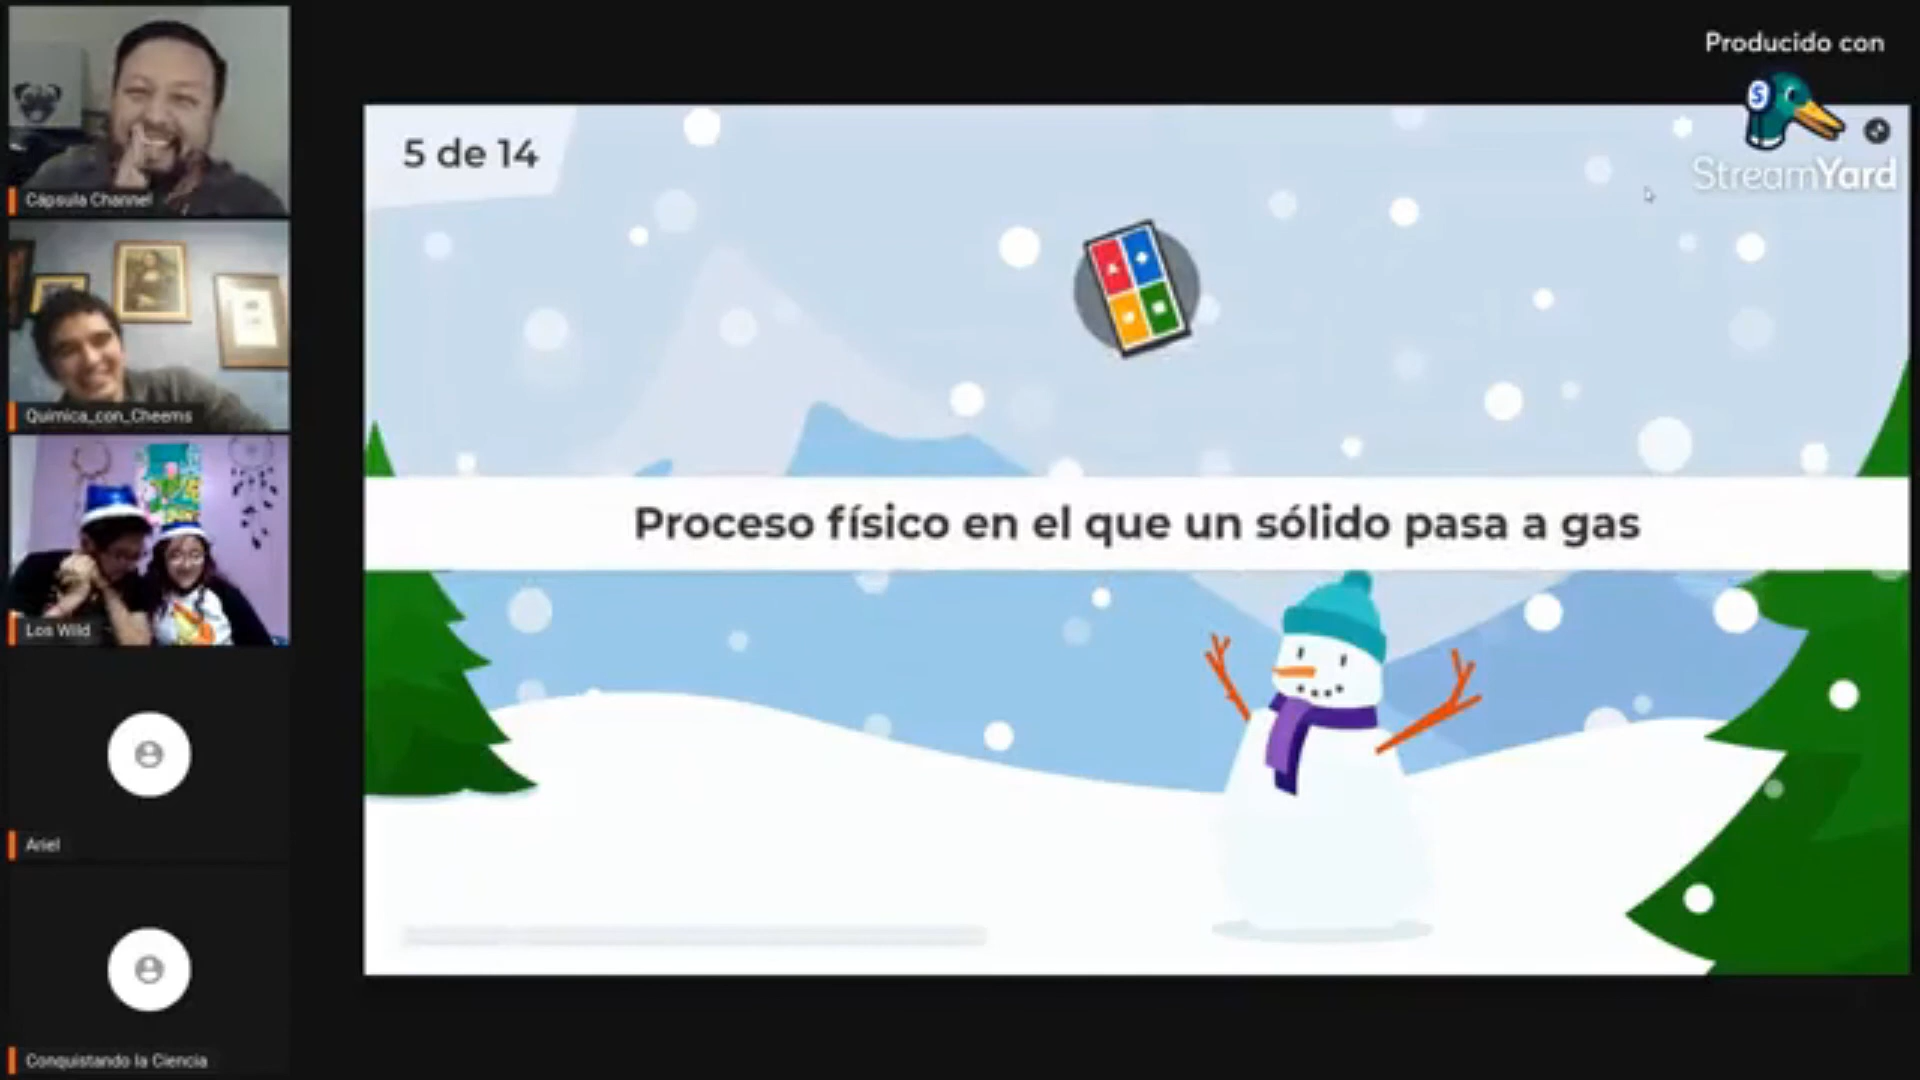 Producido con
StreamYard
5 de 14
Proceso físico en el que un sólido pasa a gas
Cápsula Channel
Quimica_con_Cheems
Los Wild
Ariel
Conquistando la Ciencia